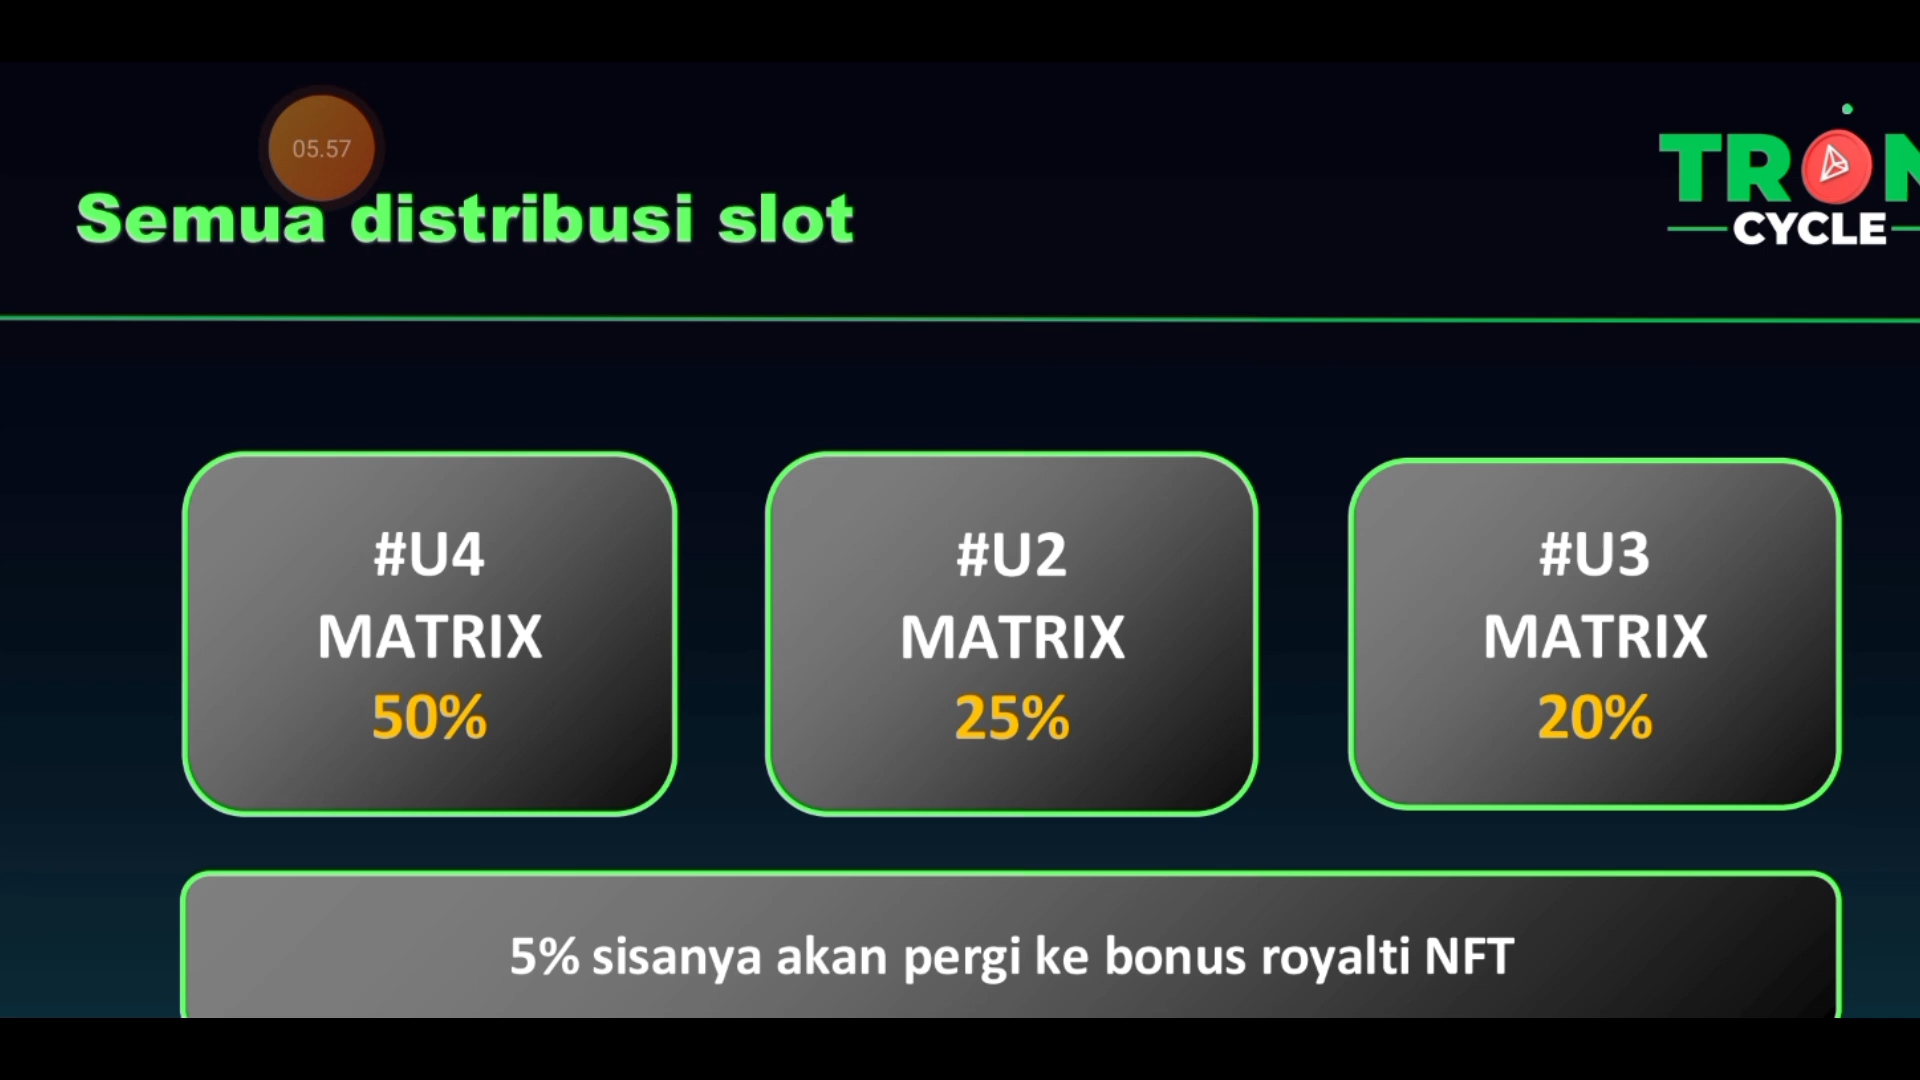 05.57
Semua distribusi slot
TRON
CYCLE
#U4
MATRIX
50%
#U2
MATRIX
25%
#U3
MATRIX
20%
5% sisanya akan pergi ke bonus royalti NFT